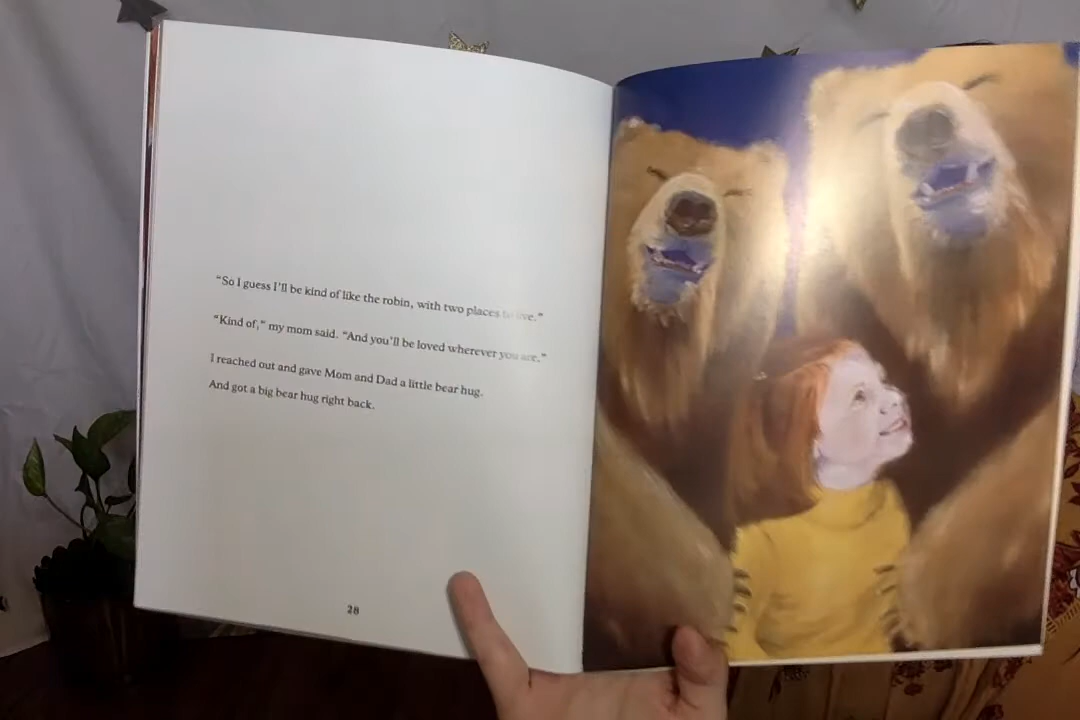 “So I guess I’ll be kind of like the robin, with two places to live.”
“Kind of,” my mom said. “And you’ll be loved wherever you are.”
I reached out and gave Mom and Dad a little bear hug.
And got a big bear hug right back.
28